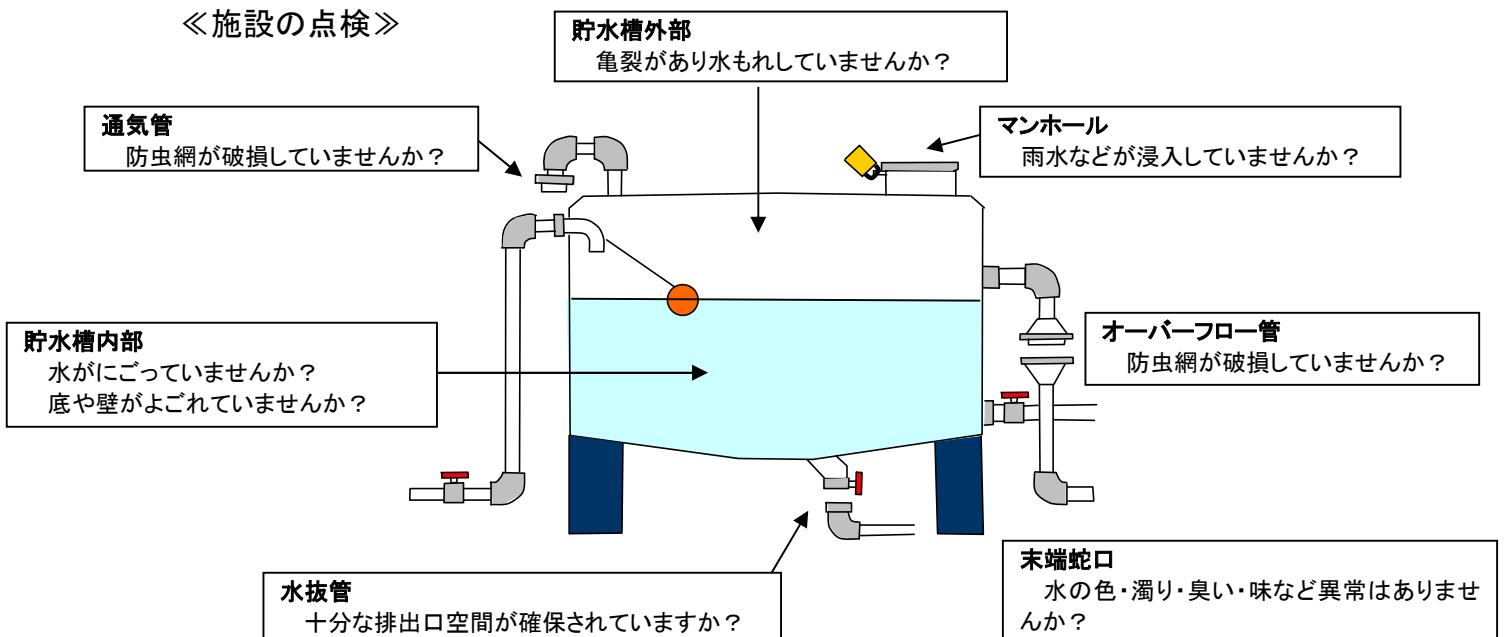 ≪施設の点検≫
貯水槽外部
亀裂があり水もれしていませんか？
通気管
防虫網が破損していませんか？
マンホール
雨水などが浸入していませんか？
貯水槽内部
水がにごっていませんか？
底や壁がよごれていませんか？
オーバーフロー管
防虫網が破損していませんか？
水抜管
十分な排出口空間が確保されていますか？
末端蛇口
水の色・濁り・臭い・味など異常はありませ
んか？